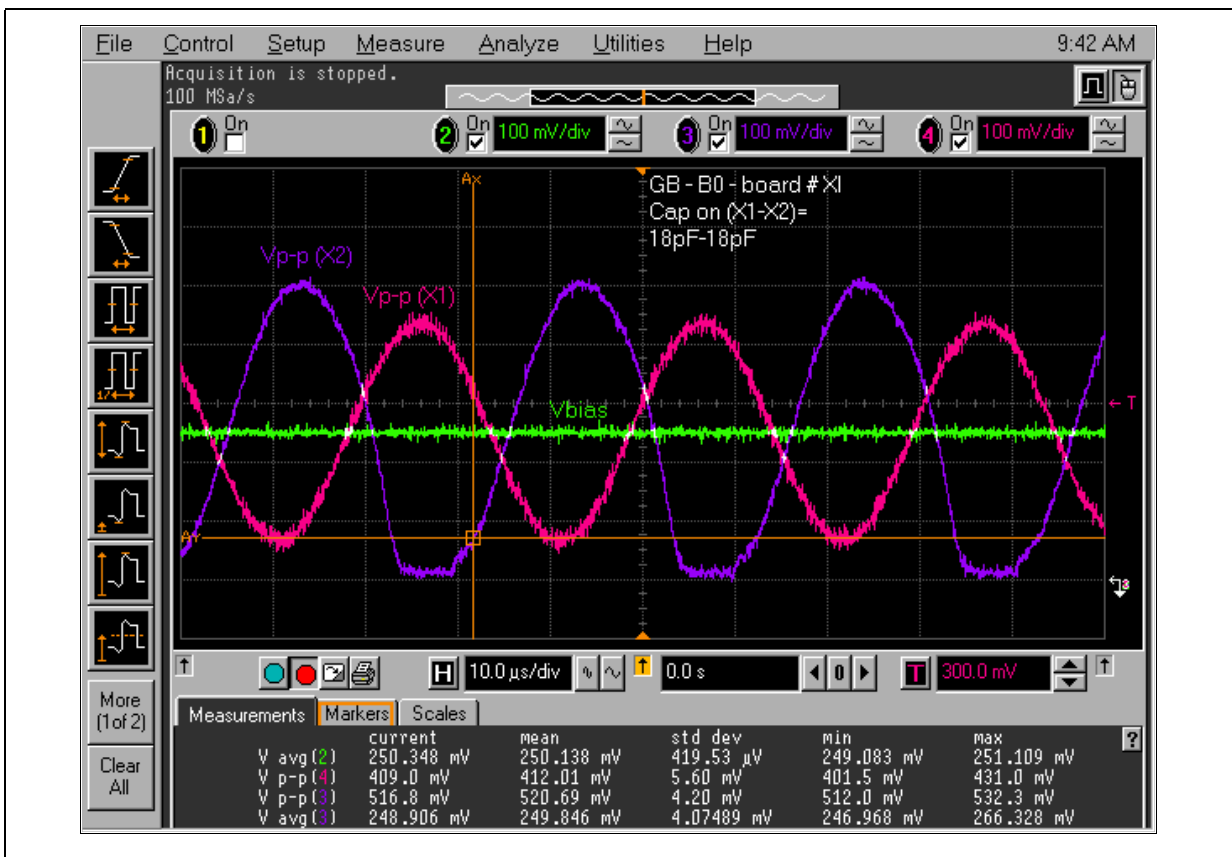 File Control Setup Measure Analyze Utilities Help 9:42 AM
Acquisition is stopped.
100 MSa/s
1 On 2 On 100 mV/div 3 On 100 mV/div 4 On 100 mV/div
Ax
GB - B0 - board # XI
Cap on (X1-X2)=
18pF-18pF
Vp-p (X2)
Vp-p (X1)
Vbias
T
Ay
H 10.0 µs/div 0.0 s 0 T 300.0 mV
More
(1 of 2)
Clear
All
Measurements Markers Scales
current mean std dev min max ?
V avg(2) 250.348 mV 250.138 mV 419.53 µV 249.083 mV 251.109 mV
V p-p(4) 409.0 mV 412.01 mV 5.60 mV 401.5 mV 431.0 mV
V p-p(3) 516.8 mV 520.69 mV 4.20 mV 512.0 mV 532.3 mV
V avg(3) 248.906 mV 249.846 mV 4.07489 mV 246.968 mV 266.328 mV